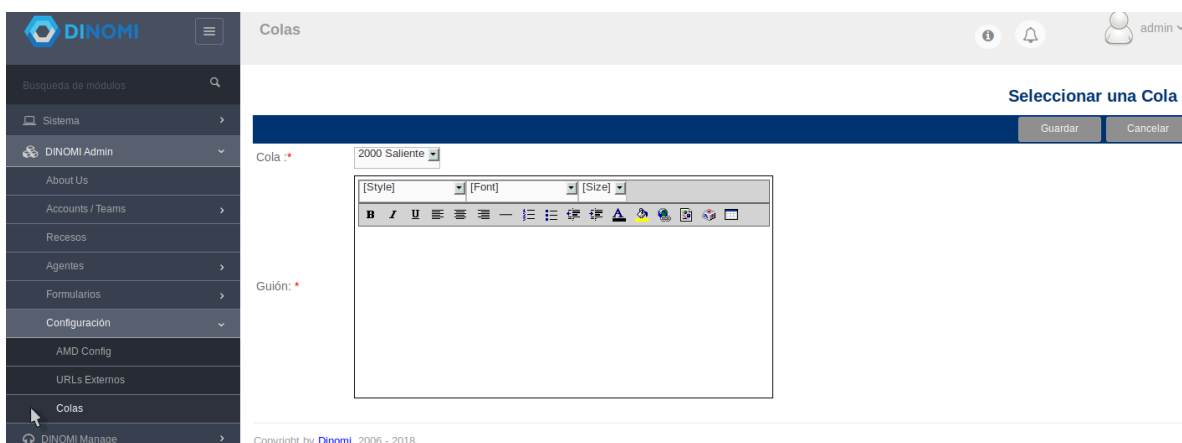 DINOMI
Colas
admin
Búsqueda de módulos
Seleccionar una Cola
Guardar
Cancelar
Sistema
DINOMI Admin
About Us
Accounts / Teams
Recesos
Agentes
Formularios
Configuración
AMD Config
URLs Externos
Colas
DINOMI Manage
Cola :*
2000 Saliente
[Style]
[Font]
[Size]
B I U
A
Guión: *
Copyright by Dinomi, 2006 - 2018.